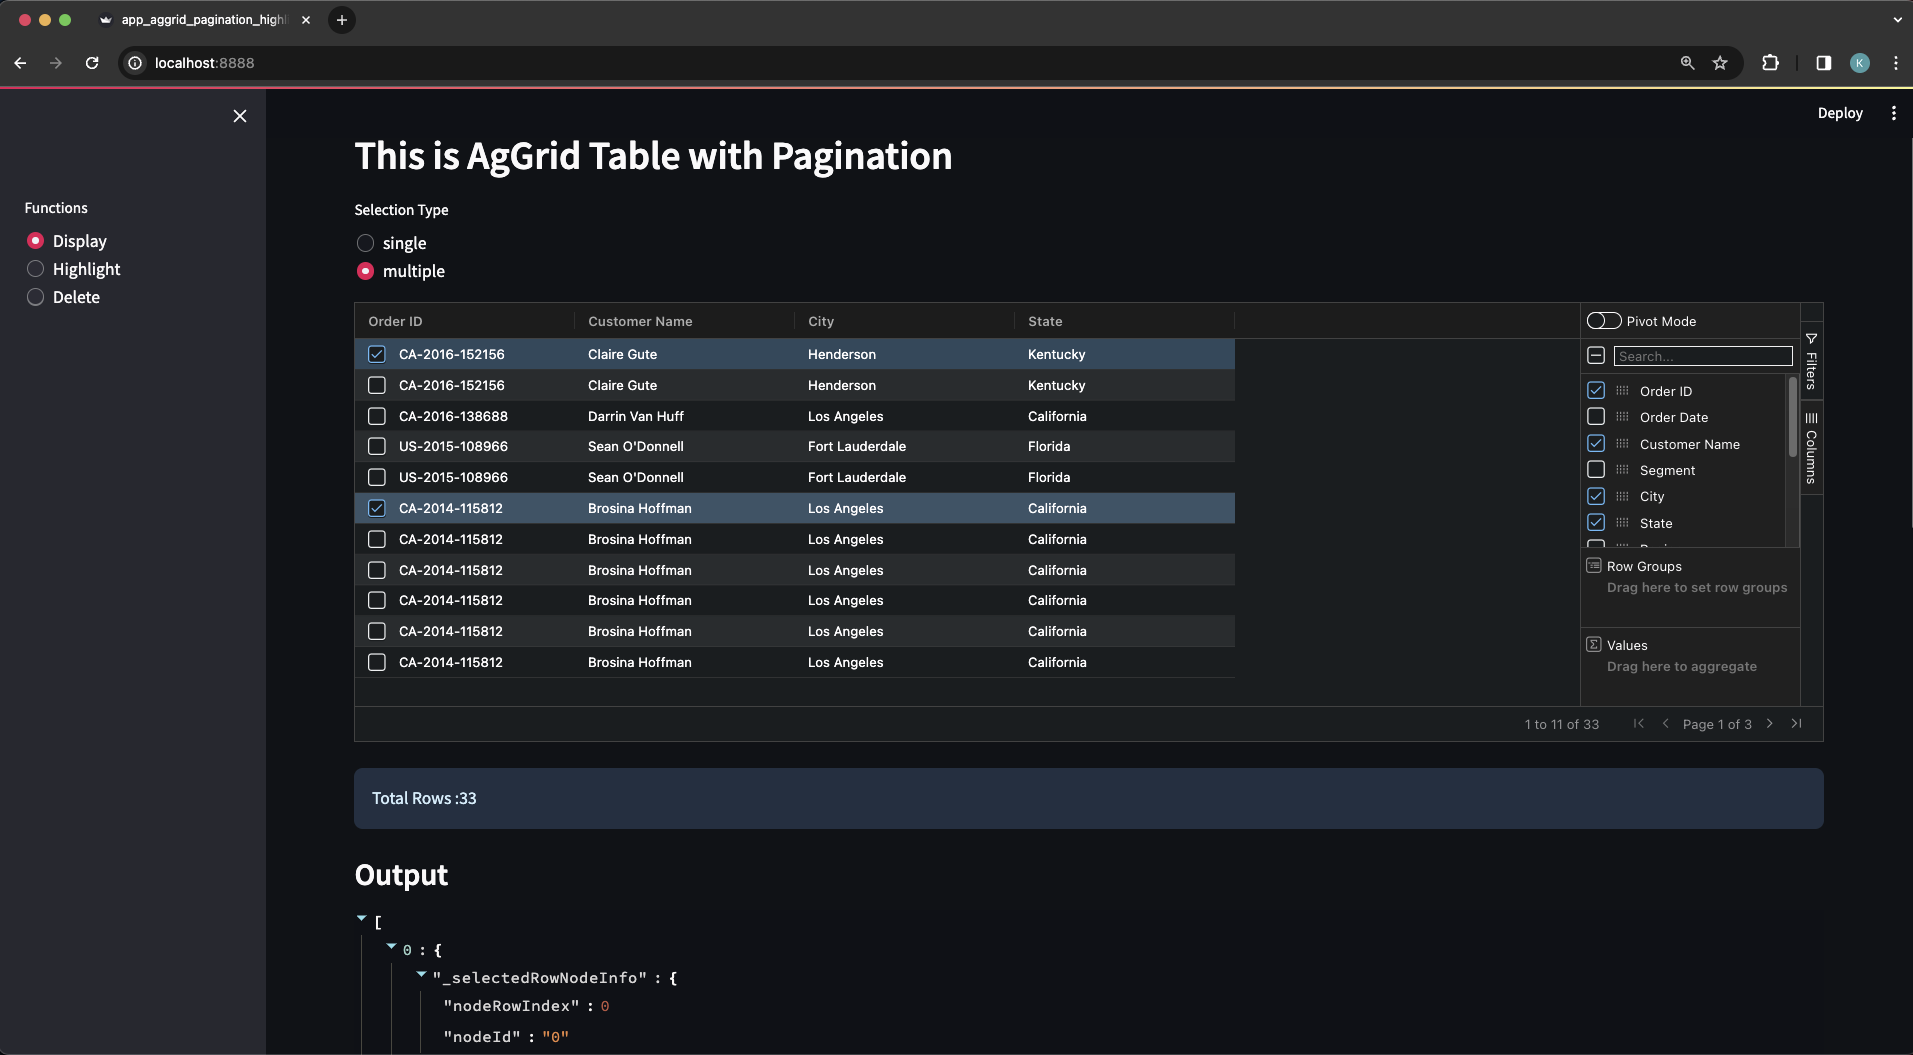 app_aggrid_pagination_highli
localhost:8888
K
Deploy
Functions
Display
Highlight
Delete
This is AgGrid Table with Pagination
Selection Type
single
multiple
Order ID Customer Name City State
CA-2016-152156 Claire Gute Henderson Kentucky
CA-2016-152156 Claire Gute Henderson Kentucky
CA-2016-138688 Darrin Van Huff Los Angeles California
US-2015-108966 Sean O'Donnell Fort Lauderdale Florida
US-2015-108966 Sean O'Donnell Fort Lauderdale Florida
CA-2014-115812 Brosina Hoffman Los Angeles California
CA-2014-115812 Brosina Hoffman Los Angeles California
CA-2014-115812 Brosina Hoffman Los Angeles California
CA-2014-115812 Brosina Hoffman Los Angeles California
CA-2014-115812 Brosina Hoffman Los Angeles California
CA-2014-115812 Brosina Hoffman Los Angeles California
Pivot Mode
Search...
Order ID
Order Date
Customer Name
Segment
City
State
Row Groups
Drag here to set row groups
Values
Drag here to aggregate
Filters
Columns
1 to 11 of 33 Page 1 of 3
Total Rows :33
Output
[
0 : {
"_selectedRowNodeInfo" : {
"nodeRowIndex" : 0
"nodeId" : "0"